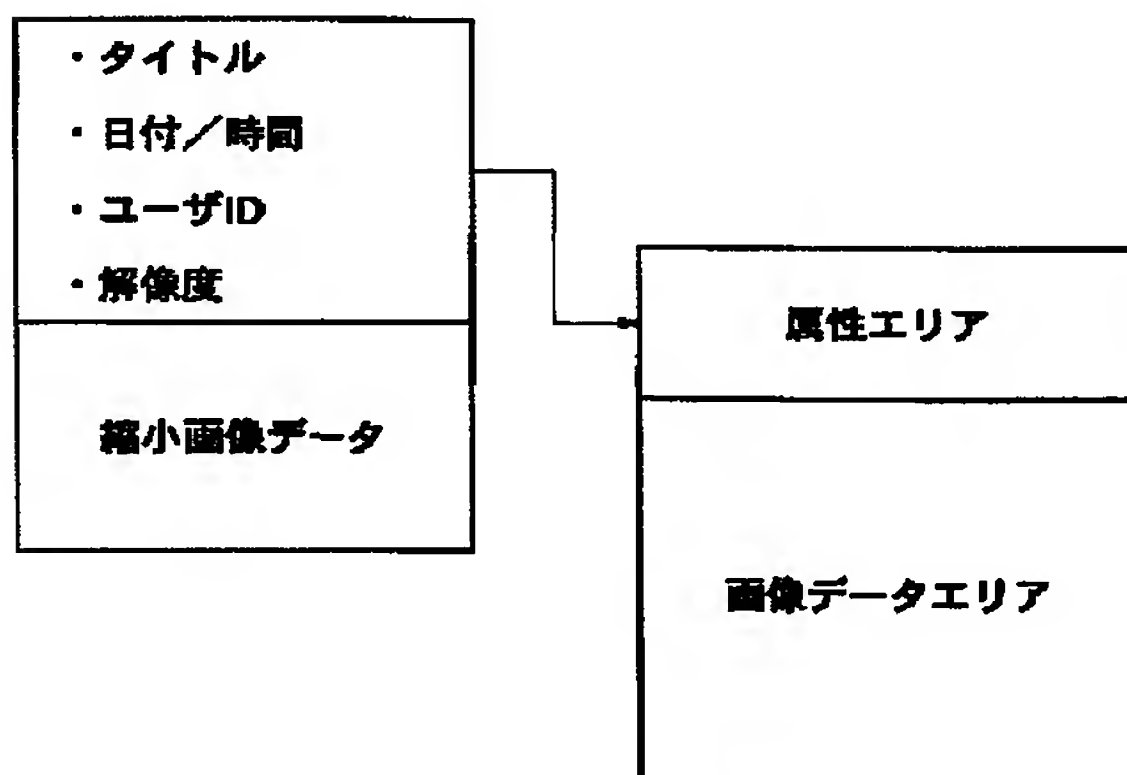 ・タイトル
・日付／時間
・ユーザID
・解像度
縮小画像データ
属性エリア
画像データエリア